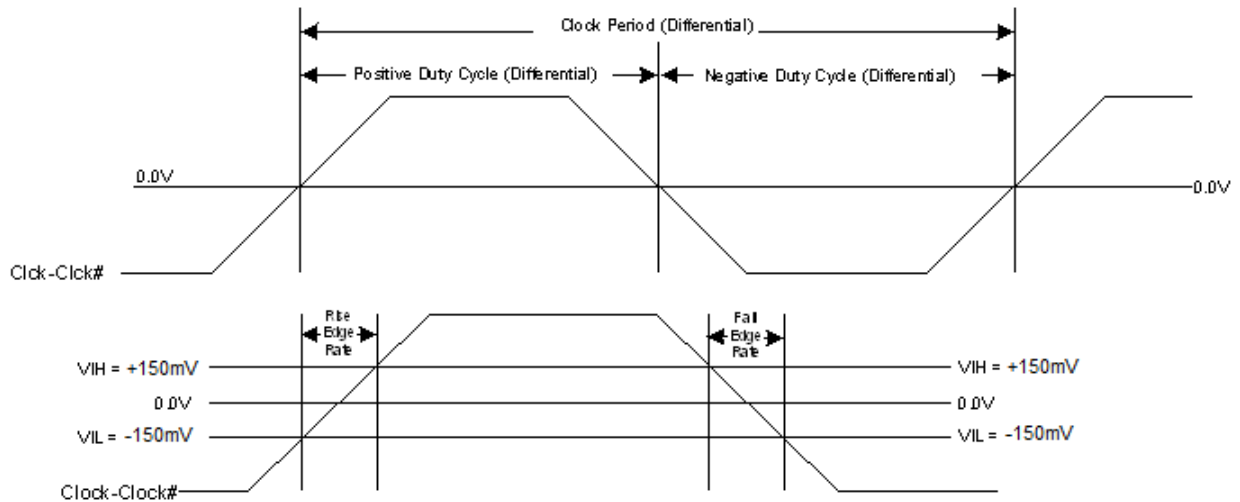 Clock Period (Differential)
Positive Duty Cycle (Differential)
Negative Duty Cycle (Differential)
0.0V
0.0V
Clck-Clck#
Rise
Edge
Rate
Fall
Edge
Rate
VIH = +150mV
VIH = +150mV
0.0V
0.0V
VIL = -150mV
VIL = -150mV
Clock-Clock#